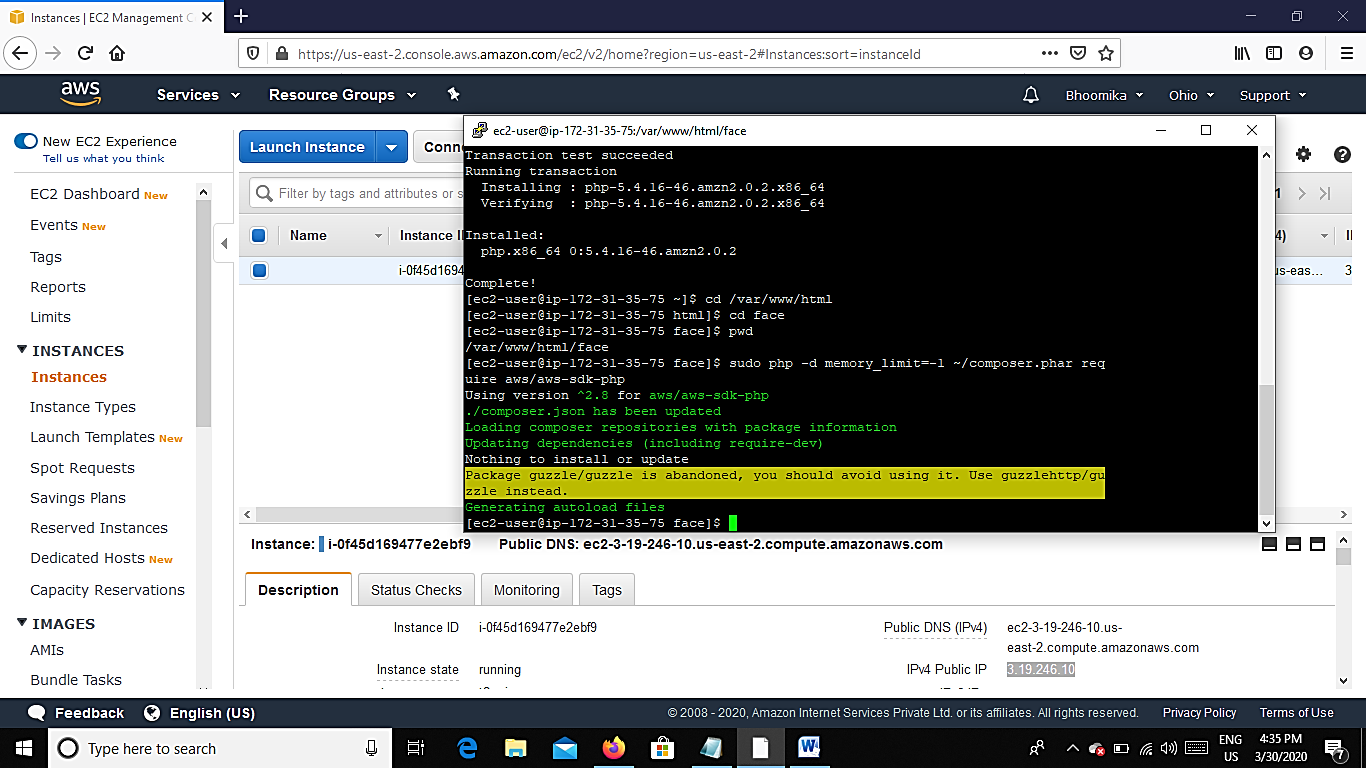 Instances | EC2 Management C
https://us-east-2.console.aws.amazon.com/ec2/v2/home?region=us-east-2#Instances:sort=instanceId
aws
Services
Resource Groups
Bhoomika
Ohio
Support
New EC2 Experience
Tell us what you think
EC2 Dashboard New
Events New
Tags
Reports
Limits
INSTANCES
Instances
Instance Types
Launch Templates New
Spot Requests
Savings Plans
Reserved Instances
Dedicated Hosts New
Capacity Reservations
IMAGES
AMIs
Bundle Tasks
Launch Instance
Conn
Filter by tags and attributes or s
Name
Instance I
i-0f45d169
1
4)
us-eas...
3
ec2-user@ip-172-31-35-75:/var/www/html/face
Transaction test succeeded
Running transaction
Installing : php-5.4.16-46.amzn2.0.2.x86_64
Verifying : php-5.4.16-46.amzn2.0.2.x86_64
Installed:
php.x86_64 0:5.4.16-46.amzn2.0.2
Complete!
[ec2-user@ip-172-31-35-75 ~]$ cd /var/www/html
[ec2-user@ip-172-31-35-75 html]$ cd face
[ec2-user@ip-172-31-35-75 face]$ pwd
/var/www/html/face
[ec2-user@ip-172-31-35-75 face]$ sudo php -d memory_limit=-1 ~/composer.phar req
uire aws/aws-sdk-php
Using version ^2.8 for aws/aws-sdk-php
./composer.json has been updated
Loading composer repositories with package information
Updating dependencies (including require-dev)
Nothing to install or update
Package guzzle/guzzle is abandoned, you should avoid using it. Use guzzlehttp/gu
zzle instead.
Generating autoload files
[ec2-user@ip-172-31-35-75 face]$
Instance: i-0f45d169477e2ebf9 Public DNS: ec2-3-19-246-10.us-east-2.compute.amazonaws.com
Description
Status Checks
Monitoring
Tags
Instance ID i-0f45d169477e2ebf9
Public DNS (IPv4) ec2-3-19-246-10.us-
east-2.compute.amazonaws.com
Instance state running
IPv4 Public IP 3.19.246.10
Feedback
English (US)
© 2008 - 2020, Amazon Internet Services Private Ltd. or its affiliates. All rights reserved.
Privacy Policy
Terms of Use
Type here to search
ENG
US
4:35 PM
3/30/2020
7